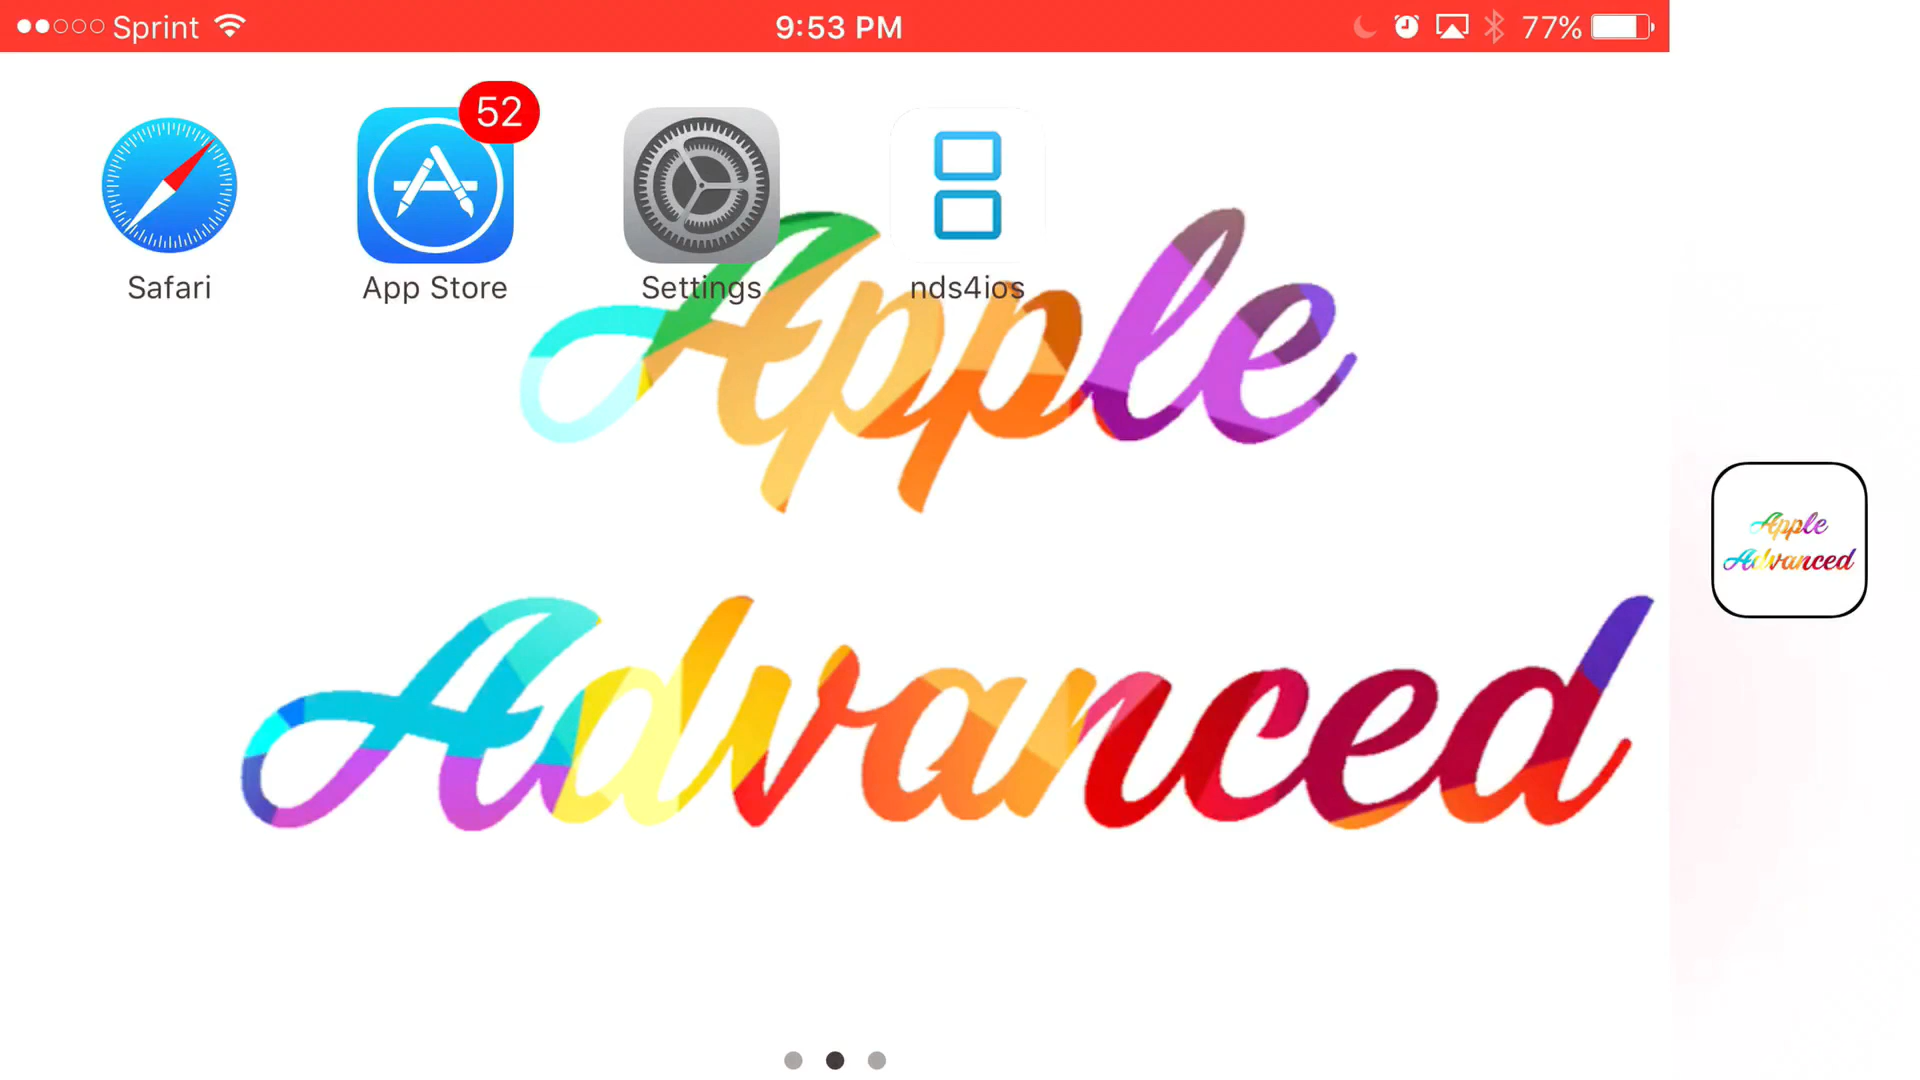 Sprint 9:53 PM 77%
52
Safari App Store Settings nds4ios
Apple
Advanced
Apple
Advanced